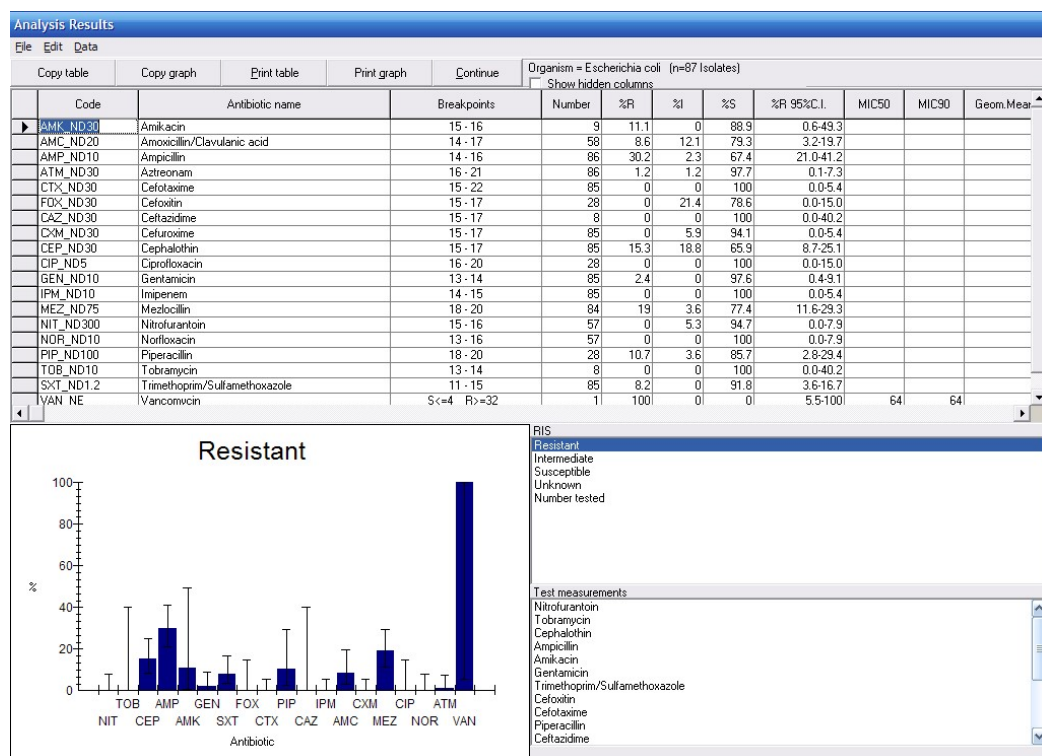 Analysis Results
File Edit Data
Copy table Copy graph Print table Print graph Continue Organism = Escherichia coli (n=87 Isolates)
Show hidden columns
Code Antibiotic name Breakpoints Number %R %I %S %R 95%C.I. MIC50 MIC90 Geom.Mear
AMK_ND30 Amikacin 15 - 16 9 11.1 0 88.9 0.6-49.3
AMC_ND20 Amoxicillin/Clavulanic acid 14 - 17 58 8.6 12.1 79.3 3.2-19.7
AMP_ND10 Ampicillin 14 - 16 86 30.2 2.3 67.4 21.0-41.2
ATM_ND30 Aztreonam 16 - 21 86 1.2 1.2 97.7 0.1-7.3
CTX_ND30 Cefotaxime 15 - 22 85 0 0 100 0.0-5.4
FOX_ND30 Cefoxitin 15 - 17 28 0 21.4 78.6 0.0-15.0
CAZ_ND30 Ceftazidime 15 - 17 8 0 0 100 0.0-40.2
CXM_ND30 Cefuroxime 15 - 17 85 0 5.9 94.1 0.0-5.4
CEP_ND30 Cephalothin 15 - 17 85 15.3 18.8 65.9 8.7-25.1
CIP_ND5 Ciprofloxacin 16 - 20 28 0 0 100 0.0-15.0
GEN_ND10 Gentamicin 13 - 14 85 2.4 0 97.6 0.4-9.1
IPM_ND10 Imipenem 14 - 15 85 0 0 100 0.0-5.4
MEZ_ND75 Mezlocillin 18 - 20 84 19 3.6 77.4 11.6-29.3
NIT_ND300 Nitrofurantoin 15 - 16 57 0 5.3 94.7 0.0-7.9
NOR_ND10 Norfloxacin 13 - 16 57 0 0 100 0.0-7.9
PIP_ND100 Piperacillin 18 - 20 28 10.7 3.6 85.7 2.8-29.4
TOB_ND10 Tobramycin 13 - 14 8 0 0 100 0.0-40.2
SXT_ND1.2 Trimethoprim/Sulfamethoxazole 11 - 15 85 8.2 0 91.8 3.6-16.7
VAN_NE Vancomycin S<=4 R>=32 1 100 0 0 5.5-100 64 64
Resistant
100
80
60
%
40
20
0
TOB AMP GEN FOX PIP IPM CXM CIP ATM
NIT CEP AMK SXT CTX CAZ AMC MEZ NOR VAN
Antibiotic
RIS
Resistant
Intermediate
Susceptible
Unknown
Number tested
Test measurements
Nitrofurantoin
Tobramycin
Cephalothin
Ampicillin
Amikacin
Gentamicin
Trimethoprim/Sulfamethoxazole
Cefoxitin
Cefotaxime
Piperacillin
Ceftazidime